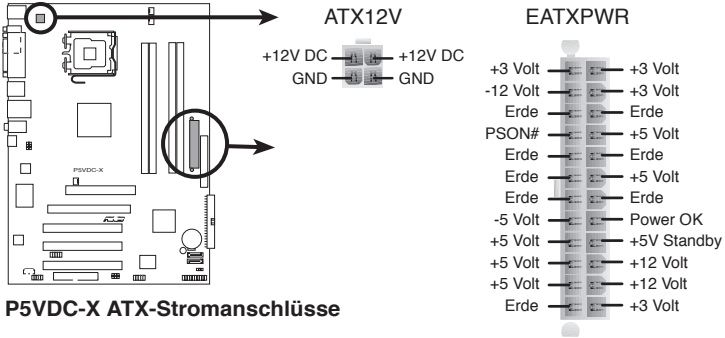 ATX12V
+12V DC +12V DC
GND GND
EATXPWR
+3 Volt +3 Volt
-12 Volt +3 Volt
Erde Erde
PSON# +5 Volt
Erde Erde
Erde +5 Volt
Erde Erde
-5 Volt Power OK
+5 Volt +5V Standby
+5 Volt +12 Volt
+5 Volt +12 Volt
Erde +3 Volt
P5VDC-X
ASUS
P5VDC-X ATX-Stromanschlüsse